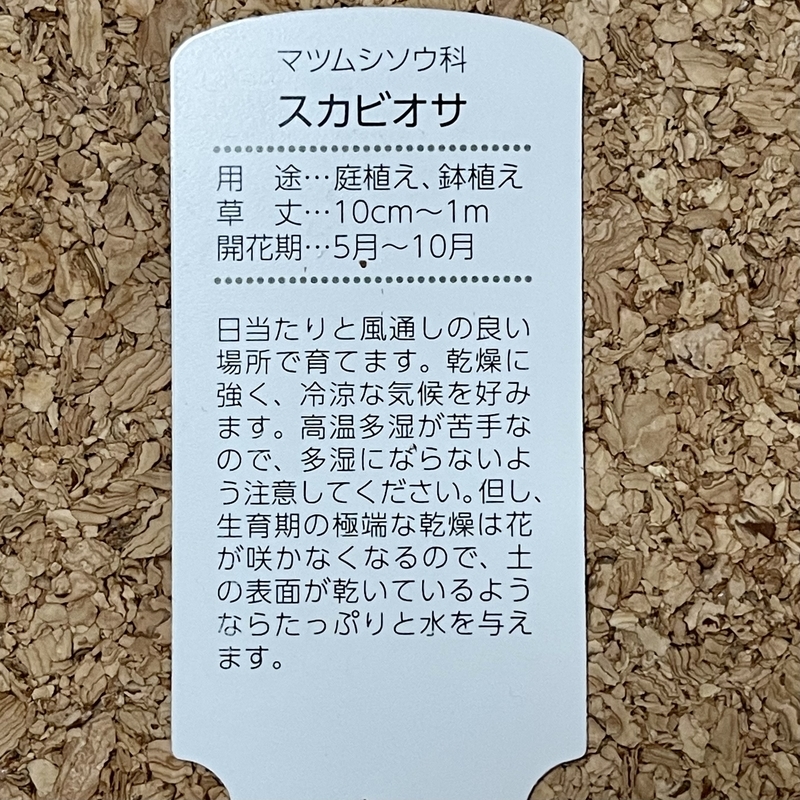 マツムシソウ科
スカビオサ
用　途…庭植え、鉢植え
草　丈…10cm〜1m
開花期…5月〜10月
日当たりと風通しの良い
場所で育てます。乾燥に
強く、冷涼な気候を好み
ます。高温多湿が苦手な
ので、多湿にならないよ
う注意してください。但し、
生育期の極端な乾燥は花
が咲かなくなるので、土
の表面が乾いているよう
ならたっぷりと水を与え
ます。